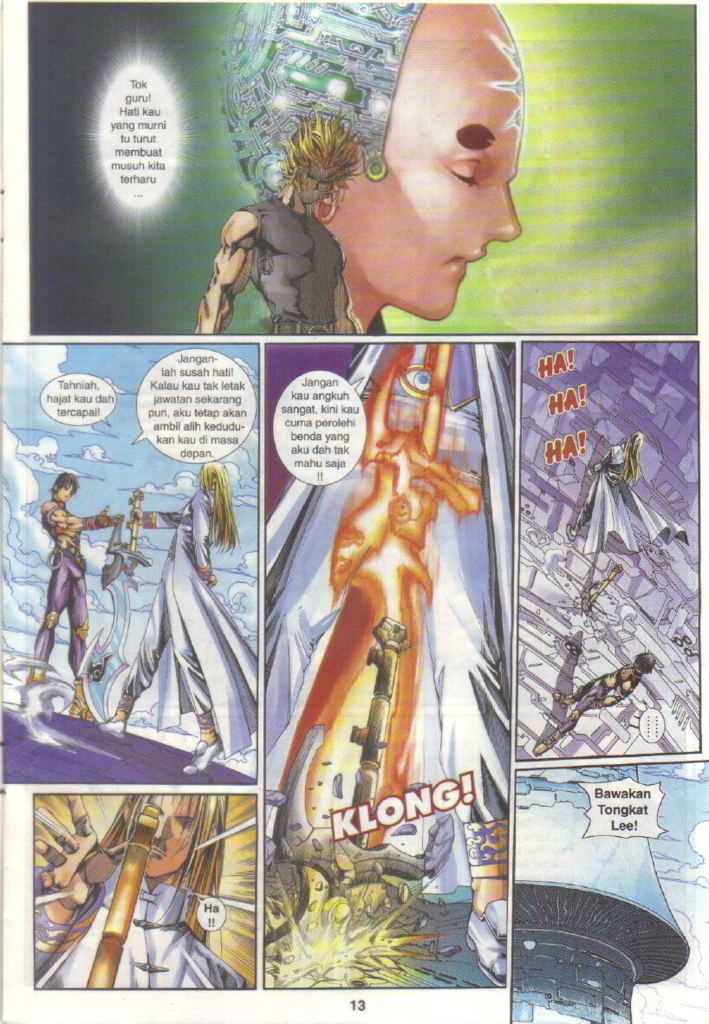 Tok
guru!
Hati kau
yang murni
tu turut
membuat
musuh kita
terharu
...
Tahniah,
hajat kau dah
tercapai!
Jangan-
lah susah hati!
Kalau kau tak letak
jawatan sekarang
pun, aku tetap akan
ambil alih kedudu-
kan kau di masa
depan.
Ha
!!
Jangan
kau angkuh
sangat, kini kau
cuma perolehi
benda yang
aku dah tak
mahu saja
!!
KLONG!
HA!
HA!
HA!
......
Bawakan
Tongkat
Lee!
13